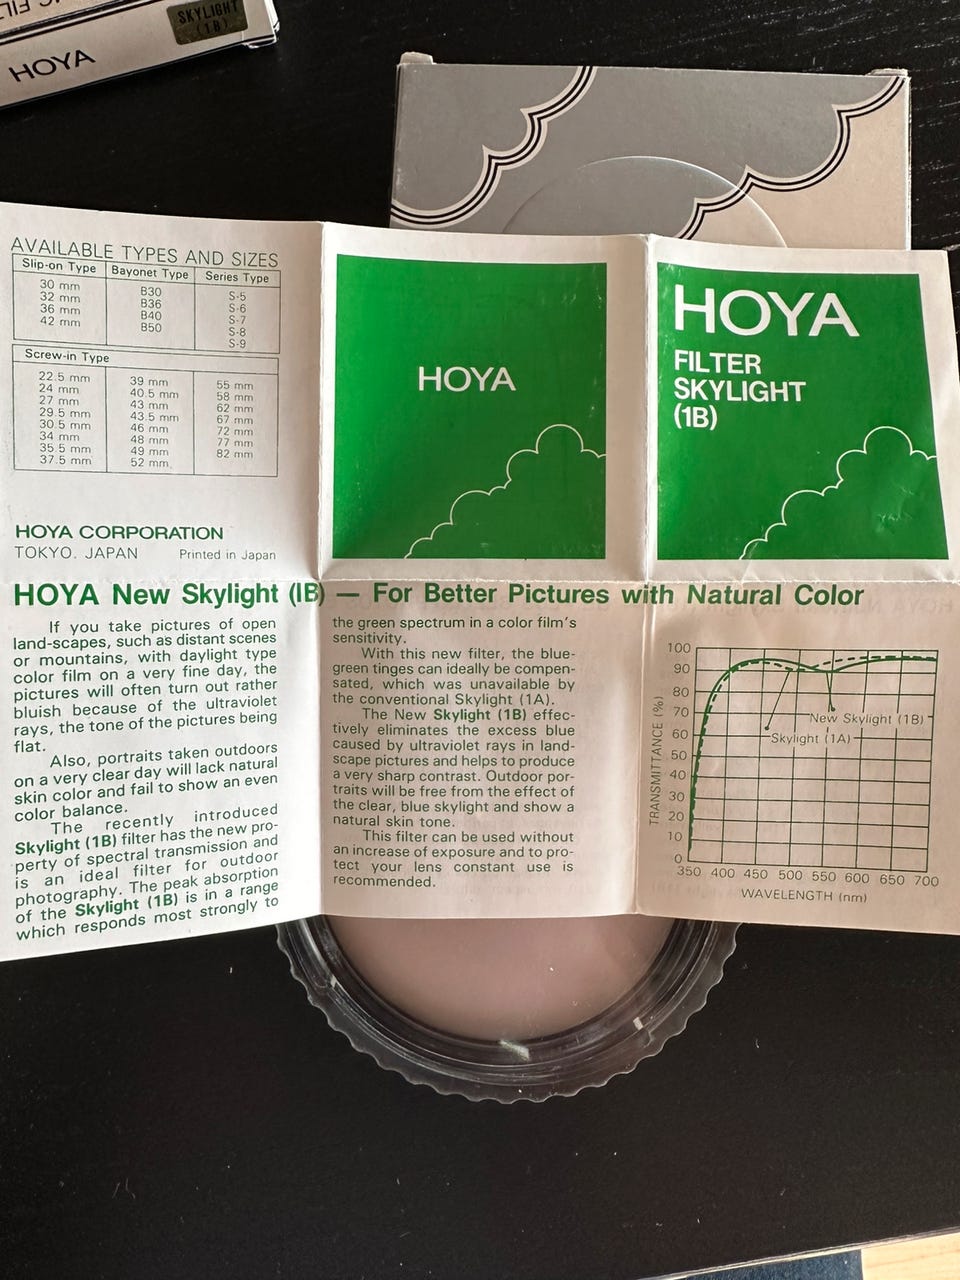 SKYLIGHT
(1B)
HOYA
AVAILABLE TYPES AND SIZES
Slip-on Type Bayonet Type Series Type
30 mm B30 S-5
32 mm B36 S-6
36 mm B40 S-7
42 mm B50 S-8
S-9
Screw-in Type
22.5 mm 39 mm 55 mm
24 mm 40.5 mm 58 mm
27 mm 43 mm 62 mm
29.5 mm 43.5 mm 67 mm
30.5 mm 46 mm 72 mm
34 mm 48 mm 77 mm
35.5 mm 49 mm 82 mm
37.5 mm 52 mm
HOYA CORPORATION
TOKYO. JAPAN Printed in Japan
HOYA
HOYA
FILTER
SKYLIGHT
(1B)
HOYA New Skylight (IB) — For Better Pictures with Natural Color
If you take pictures of open
land-scapes, such as distant scenes
or mountains, with daylight type
color film on a very fine day, the
pictures will often turn out rather
bluish because of the ultraviolet
rays, the tone of the pictures being
flat.
Also, portraits taken outdoors
on a very clear day will lack natural
skin color and fail to show an even
color balance.
The recently introduced
Skylight (1B) filter has the new pro-
perty of spectral transmission and
is an ideal filter for outdoor
photography. The peak absorption
of the Skylight (1B) is in a range
which responds most strongly to
the green spectrum in a color film's
sensitivity.
With this new filter, the blue-
green tinges can ideally be compen-
sated, which was unavailable by
the conventional Skylight (1A).
The New Skylight (1B) effec-
tively eliminates the excess blue
caused by ultraviolet rays in land-
scape pictures and helps to produce
a very sharp contrast. Outdoor por-
traits will be free from the effect of
the clear, blue skylight and show a
natural skin tone.
This filter can be used without
an increase of exposure and to pro-
tect your lens constant use is
recommended.
TRANSMITTANCE (%)
100
90
80
70
60
50
40
30
20
10
0
New Skylight (1B)
Skylight (1A)
350 400 450 500 550 600 650 700
WAVELENGTH (nm)